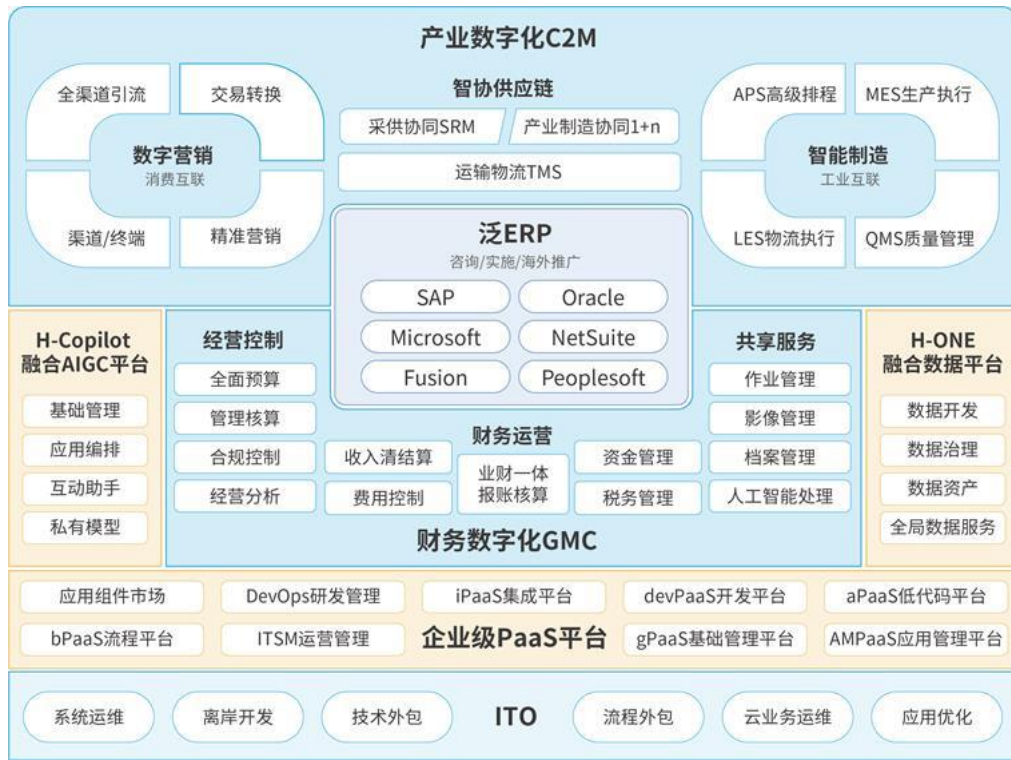 产业数字化C2M
全渠道引流
交易转换
数字营销
消费互联
渠道/终端
精准营销
智协供应链
采供协同SRM
产业制造协同1+n
运输物流TMS
APS高级排程
MES生产执行
智能制造
工业互联
LES物流执行
QMS质量管理
泛ERP
咨询/实施/海外推广
SAP
Oracle
Microsoft
NetSuite
Fusion
Peoplesoft
H-Copilot
融合AIGC平台
基础管理
应用编排
互动助手
私有模型
经营控制
全面预算
管理核算
合规控制
经营分析
财务运营
收入清结算
费用控制
业财一体
报账核算
资金管理
税务管理
共享服务
作业管理
影像管理
档案管理
人工智能处理
财务数字化GMC
H-ONE
融合数据平台
数据开发
数据治理
数据资产
全局数据服务
应用组件市场
DevOps研发管理
iPaaS集成平台
devPaaS开发平台
aPaaS低代码平台
bPaaS流程平台
ITSM运营管理
企业级PaaS平台
gPaaS基础管理平台
AMPaaS应用管理平台
系统运维
离岸开发
技术外包
ITO
流程外包
云业务运维
应用优化